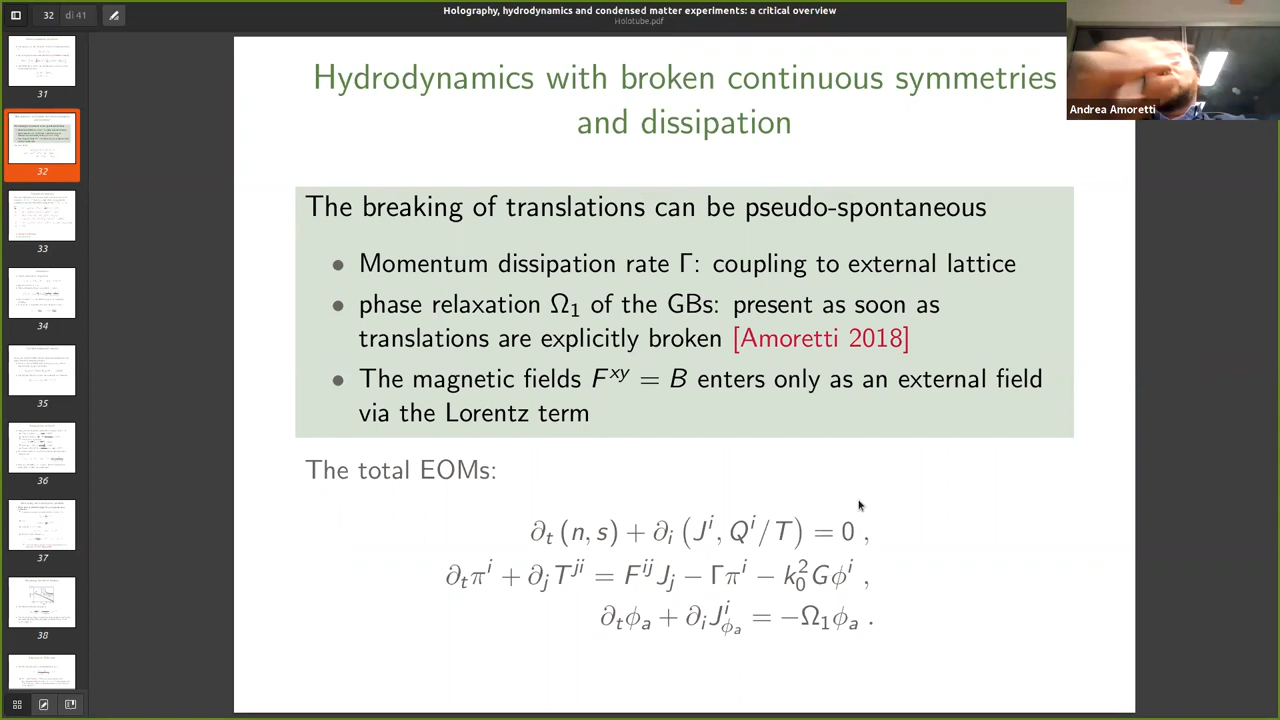 32 di 41
Holography, hydrodynamics and condensed matter experiments: a critical overview
Holotube.pdf
Andrea Amoretti
31
32
33
34
35
36
37
38
Hydrodynamics with broken continuous symmetries
and dissipation
The breaking of translations can be pseudo-spontaneous
• Momentum dissipation rate Γ: coupling to external lattice
• phase relaxation Ω₁ of the GBs: present as soon as
translations are explicitly broken [Amoretti 2018]
• The magnetic fields F^{xy} = B enters only as an external field
via the Lorentz term
The total EOMs:
∂_t (n, s) + ∂_i (J^i, Q^i/T) = 0 ,
∂_t π^i + ∂_j T^{ji} = F^{ij} J_j − Γπ^i − k_0^2 Gϕ^i ,
∂_t ϕ_a + ∂_i J^i_{ϕ_a} = −Ω₁ϕ_a .